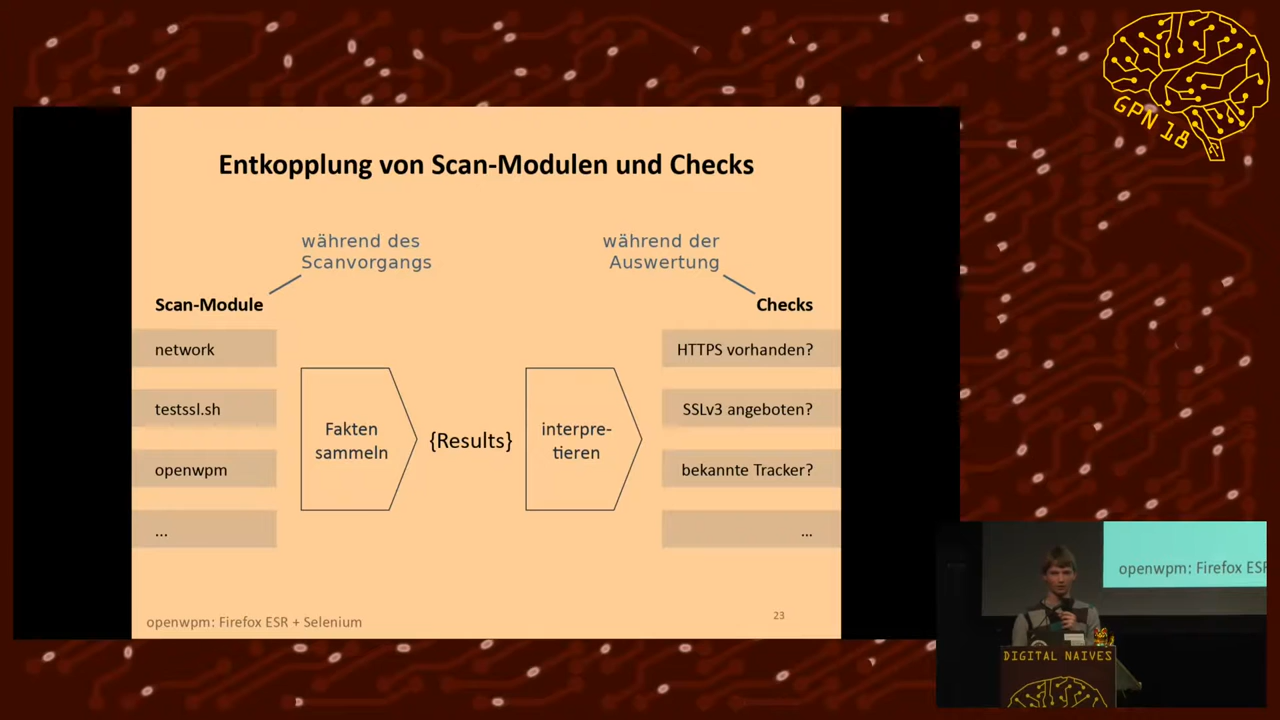 GPN 18
Entkopplung von Scan-Modulen und Checks
während des
Scanvorgangs
während der
Auswertung
Scan-Module
Checks
network
testssl.sh
openwpm
...
Fakten
sammeln
{Results}
interpre-
tieren
HTTPS vorhanden?
SSLv3 angeboten?
bekannte Tracker?
...
openwpm: Firefox ESR + Selenium
23
openwpm: Firefox ESR
DIGITAL NAIVES